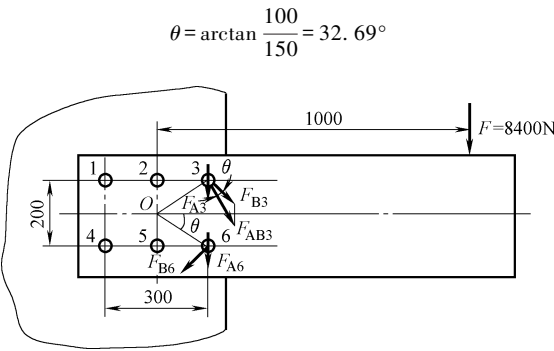 θ = arctan 100/150 = 32. 69°
1000
F=8400N
1 2 3 θ
F_B3
O F_A3
F_AB3
200
θ
4 5 6
F_B6 F_A6
300